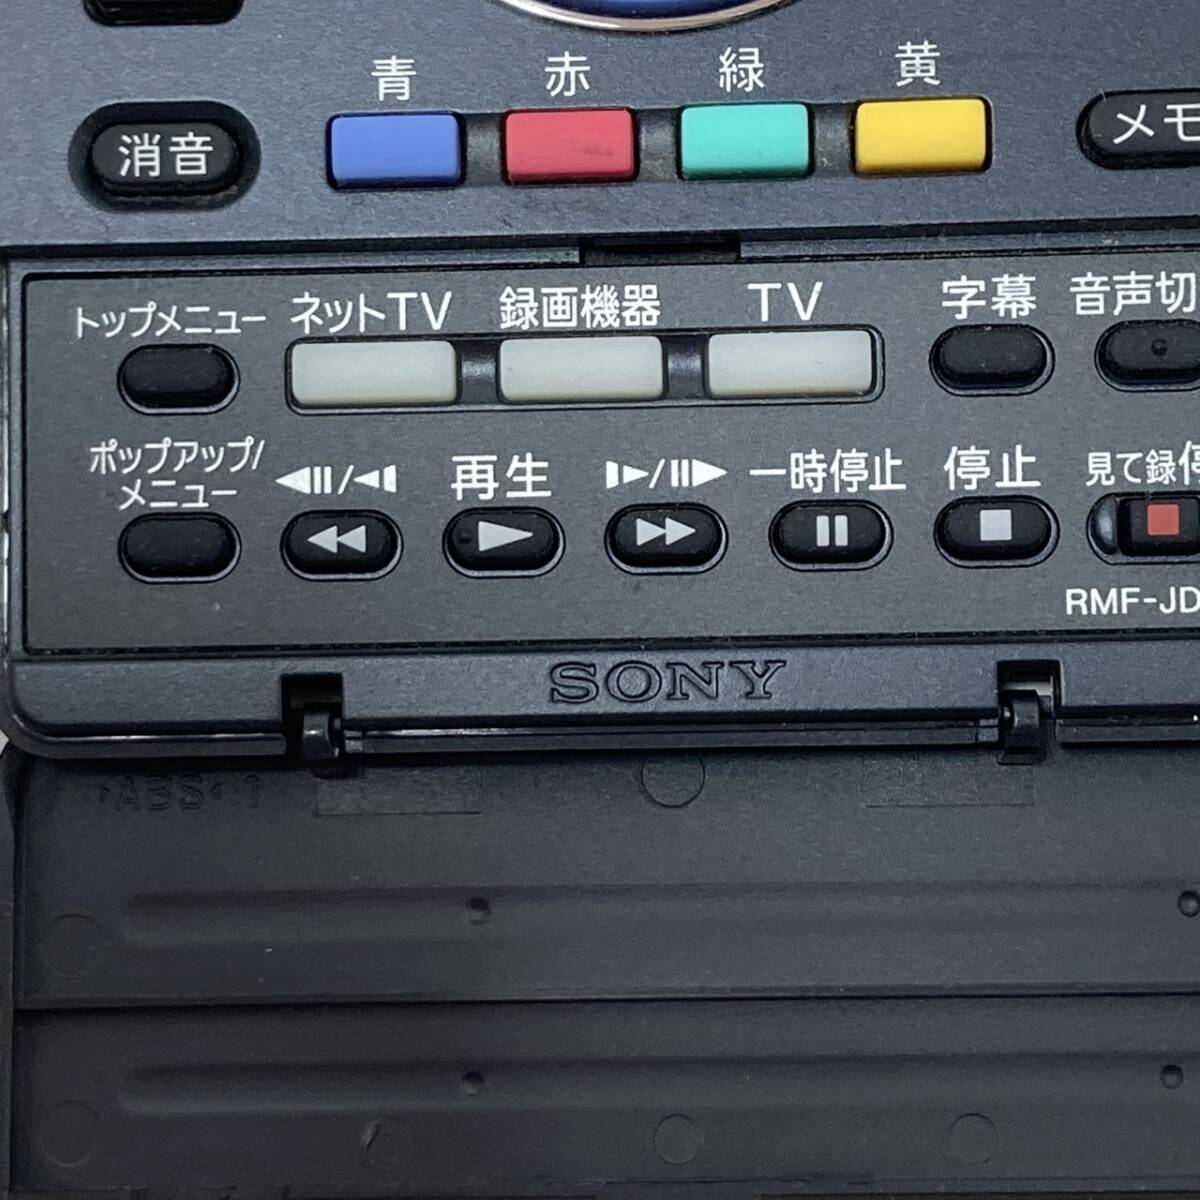 青 赤 緑 黄
消音
メモ
トップメニュー ネットTV 録画機器 TV 字幕 音声切
ポップアップ/
メニュー
再生 一時停止 停止 見て録
RMF-JD
SONY
>ABS< 1